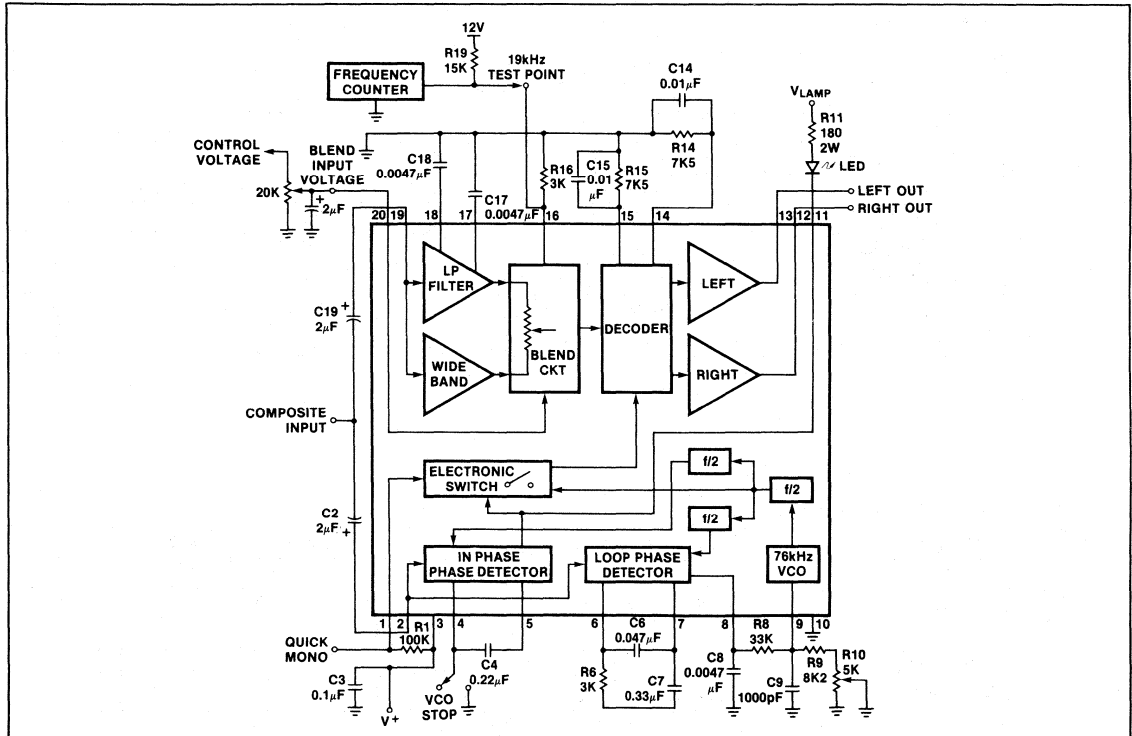 12V
R19
15K
19kHz
TEST POINT
FREQUENCY
COUNTER
C14
0.01µF
VLAMP
R11
180
2W
LED
CONTROL
VOLTAGE
BLEND
INPUT
VOLTAGE
C18
0.0047µF
R16
3K
C15
0.01
µF
R15
7K5
R14
7K5
20K
+
2µF
C17
0.0047µF
LEFT OUT
RIGHT OUT
20 19 18 17 16 15 14 13 12 11
LP
FILTER
LEFT
C19 +
2µF
DECODER
BLEND
CKT
WIDE
BAND
RIGHT
COMPOSITE
INPUT
f/2
ELECTRONIC
SWITCH
f/2
C2
2µF
+
f/2
IN PHASE
PHASE DETECTOR
LOOP PHASE
DETECTOR
76kHz
VCO
1 2 3 4 5 6 7 8 9 10
R1
100K
QUICK
MONO
C3
0.1µF
V+
C4
0.22µF
VCO
STOP
C6
0.047µF
R6
3K
C7
0.33µF
C8
0.0047
µF
R8
33K
C9
1000pF
R9
8K2
R10
5K